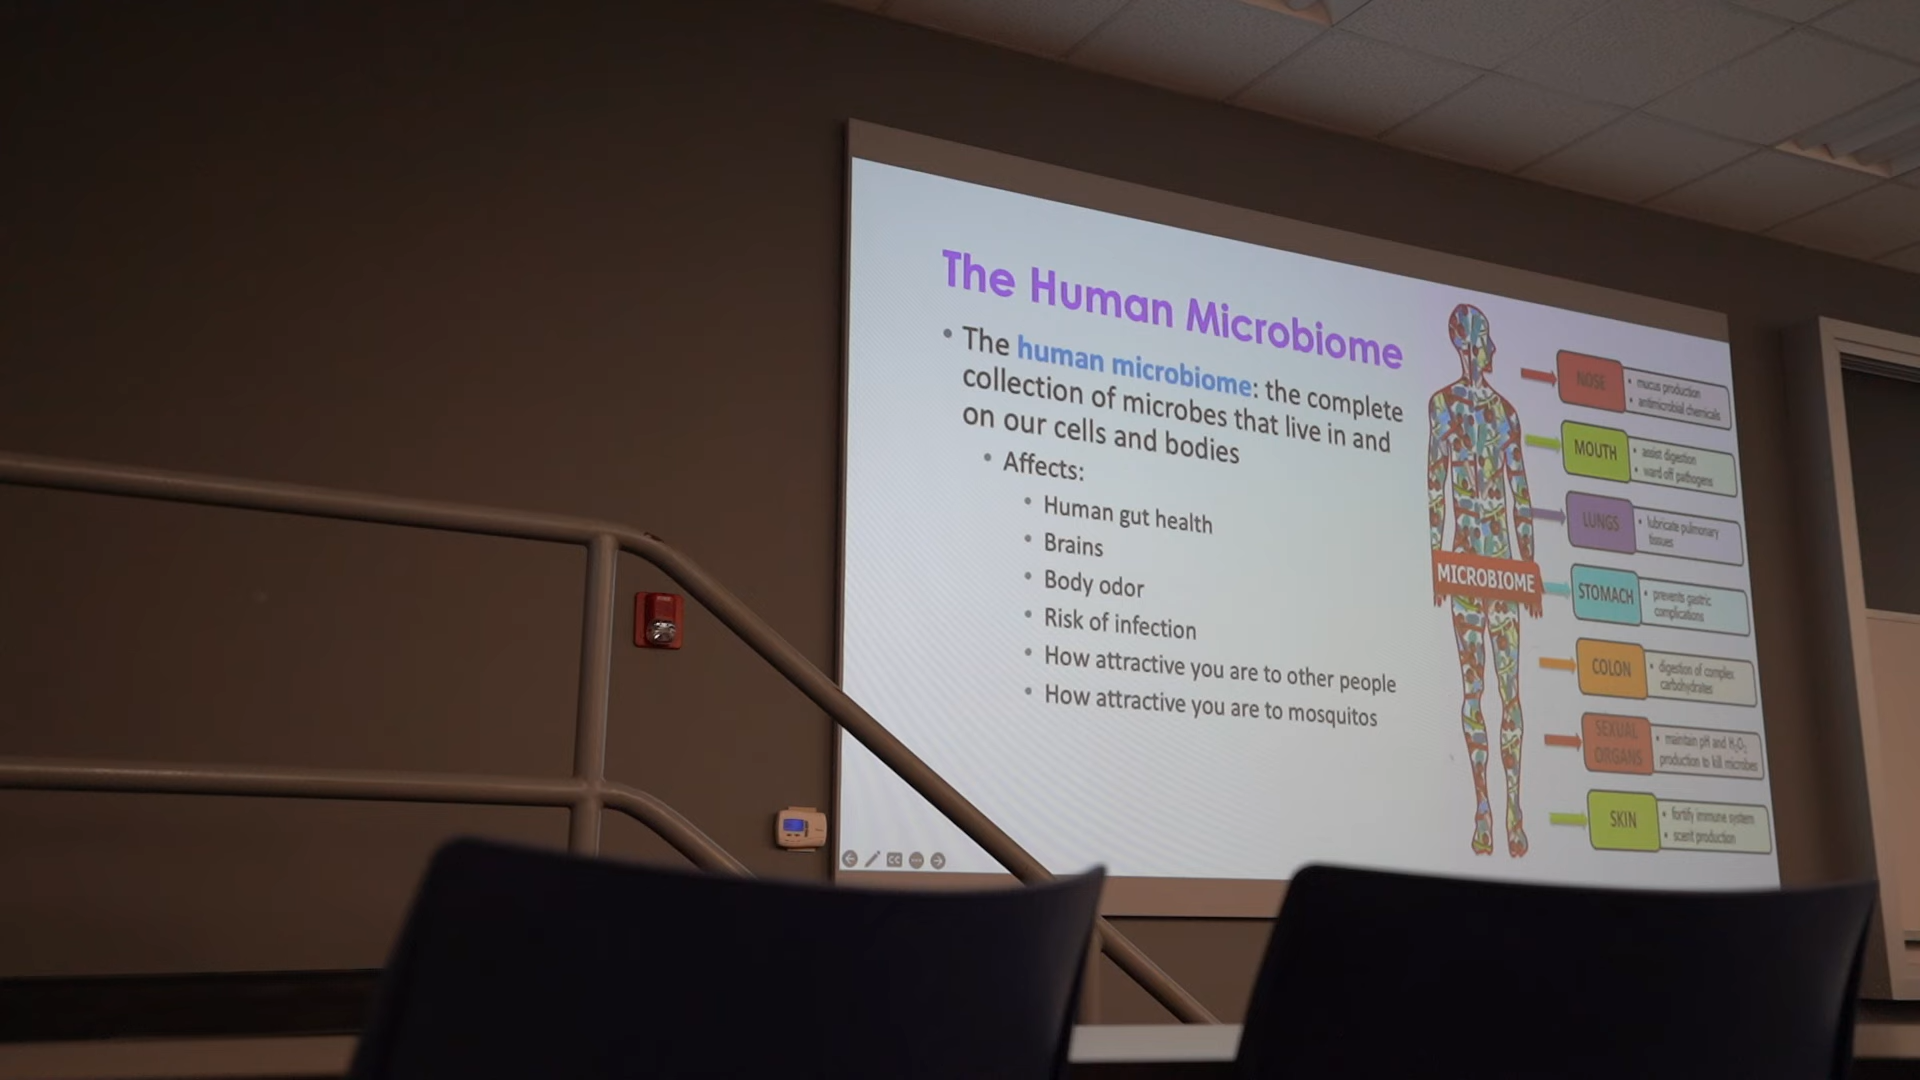 The Human Microbiome
• The human microbiome: the complete
collection of microbes that live in and
on our cells and bodies
• Affects:
• Human gut health
• Brains
• Body odor
• Risk of infection
• How attractive you are to other people
• How attractive you are to mosquitos
MICROBIOME
NOSE
• mucus production
• antimicrobial chemicals
MOUTH
• assist digestion
• ward off pathogens
LUNGS
• lubricate pulmonary
tissues
STOMACH
• prevents gastric
complications
COLON
• digestion of complex
carbohydrates
SEXUAL
ORGANS
• maintain pH and H₂O₂
production to kill microbes
SKIN
• fortify immune system
• scent production
CC